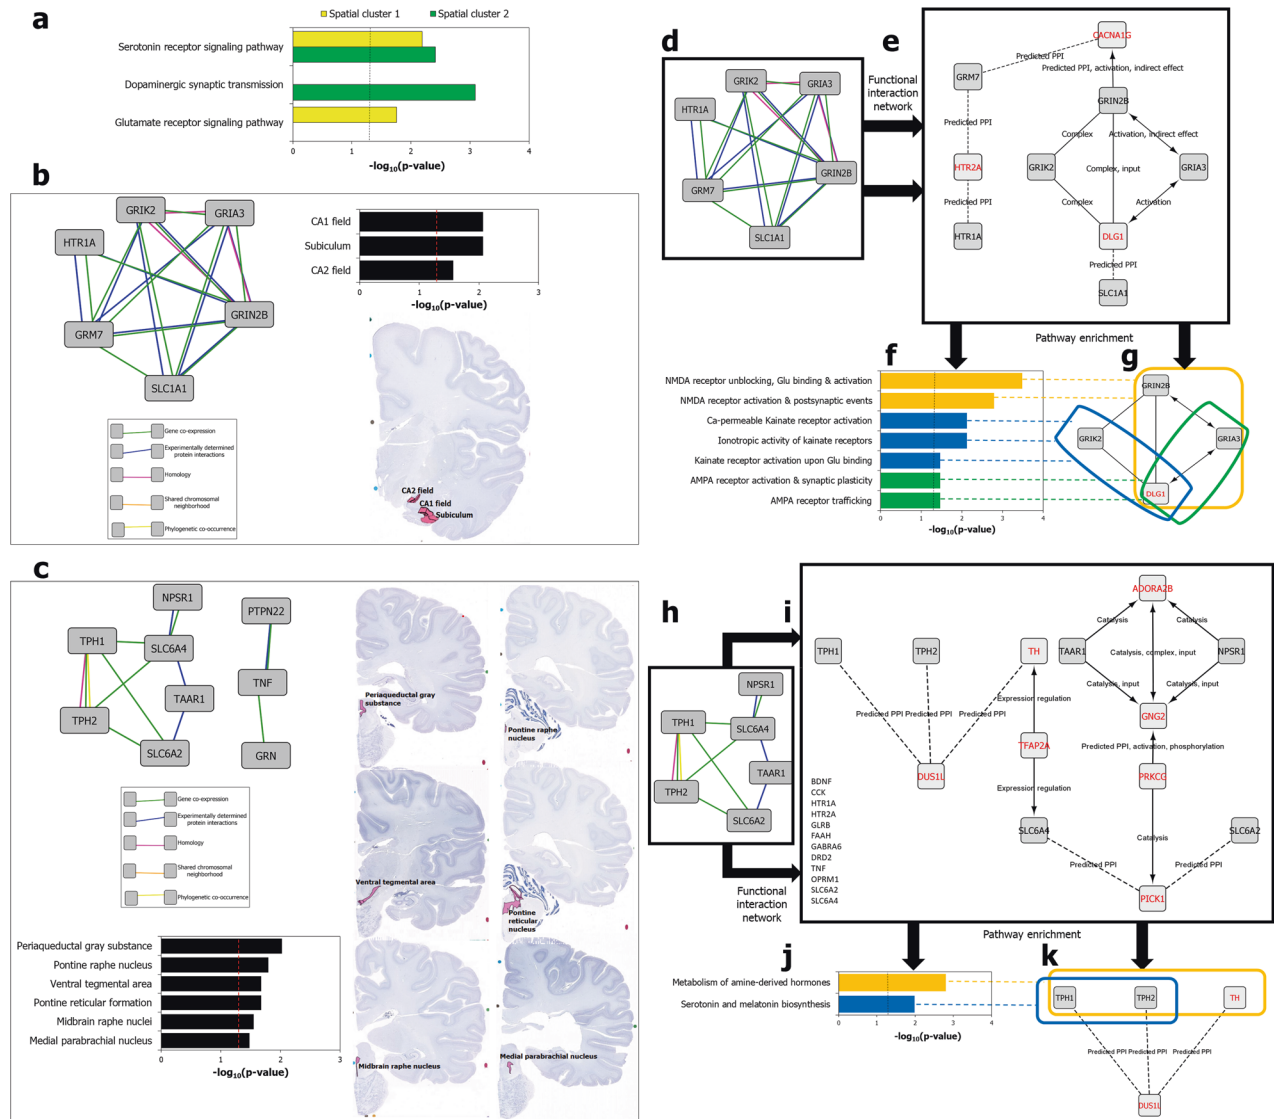 a
Spatial cluster 1
Spatial cluster 2
Serotonin receptor signaling pathway
Dopaminergic synaptic transmission
Glutamate receptor signaling pathway
0 1 2 3 4
-log10(p-value)
b
GRIK2
GRIA3
HTR1A
GRIN2B
GRM7
SLC1A1
Gene co-expression
Experimentally determined
protein interactions
Homology
Shared chromosomal
neighborhood
Phylogenetic co-occurrence
CA1 field
Subiculum
CA2 field
0 1 2 3
-log10(p-value)
CA2 field
CA1 field
Subiculum
c
NPSR1
PTPN22
TPH1
SLC6A4
TNF
TAAR1
TPH2
SLC6A2
GRN
Gene co-expression
Experimentally determined
protein interactions
Homology
Shared chromosomal
neighborhood
Phylogenetic co-occurrence
Periaqueductal gray substance
Pontine raphe nucleus
Ventral tegmental area
Pontine reticular formation
Midbrain raphe nuclei
Medial parabrachial nucleus
0 1 2 3
-log10(p-value)
Periaqueductal gray
substance
Pontine raphe
nucleus
Ventral tegmental area
Pontine
reticular
nucleus
Midbrain raphe nucleus
Medial parabrachial nucleus
d
GRIK2
GRIA3
HTR1A
GRIN2B
GRM7
SLC1A1
Functional
interaction
network
e
CACNA1G
Predicted PPI
GRM7
Predicted PPI, activation, indirect effect
GRIN2B
Predicted PPI
Complex
Activation, indirect effect
HTR2A
GRIK2
Complex, input
GRIA3
Predicted PPI
Complex
Activation
HTR1A
DLG1
Predicted PPI
SLC1A1
Pathway enrichment
f
NMDA receptor unblocking, Glu binding & activation
NMDA receptor activation & postsynaptic events
Ca-permeable Kainate receptor activation
Ionotropic activity of kainate receptors
Kainate receptor activation upon Glu binding
AMPA receptor activation & synaptic plasticity
AMPA receptor trafficking
0 1 2 3 4
-log10(p-value)
g
GRIN2B
GRIK2
GRIA3
DLG1
h
NPSR1
TPH1
SLC6A4
TAAR1
TPH2
SLC6A2
Functional
interaction
network
i
ADORA2B
Catalysis
Catalysis
TPH1
TPH2
TH
TAAR1
Catalysis, complex, input
NPSR1
Catalysis, input
Catalysis, input
Expression regulation
Predicted PPI
Predicted PPI
Predicted PPI
GNG2
TFAP2A
Predicted PPI, activation, phosphorylation
DUS1L
PRKCG
Expression regulation
BDNF
CCK
HTR1A
HTR2A
GLRB
FAAH
GABRA6
DRD2
TNF
OPRM1
SLC6A2
SLC6A4
SLC6A4
Catalysis
SLC6A2
Predicted PPI
Predicted PPI
PICK1
Pathway enrichment
j
Metabolism of amine-derived hormones
Serotonin and melatonin biosynthesis
0 1 2 3 4
-log10(p-value)
k
TPH1
TPH2
TH
Predicted PPI
Predicted PPI
Predicted PPI
DUS1L